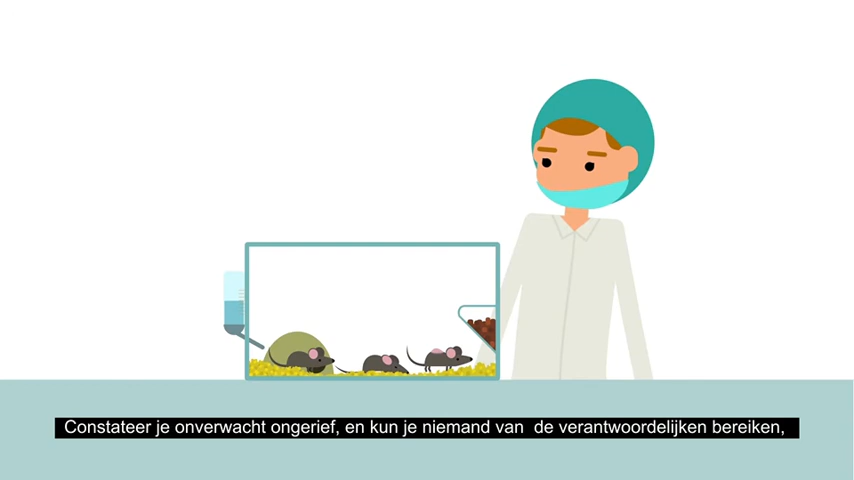 Constateer je onverwacht ongerief, en kun je niemand van  de verantwoordelijken bereiken,